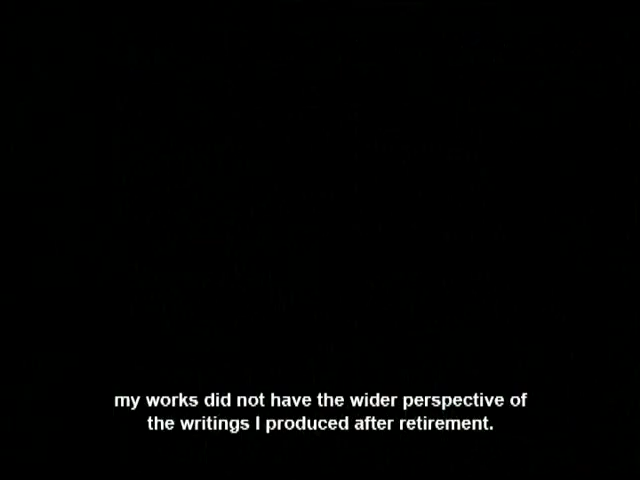 my works did not have the wider perspective of
the writings I produced after retirement.